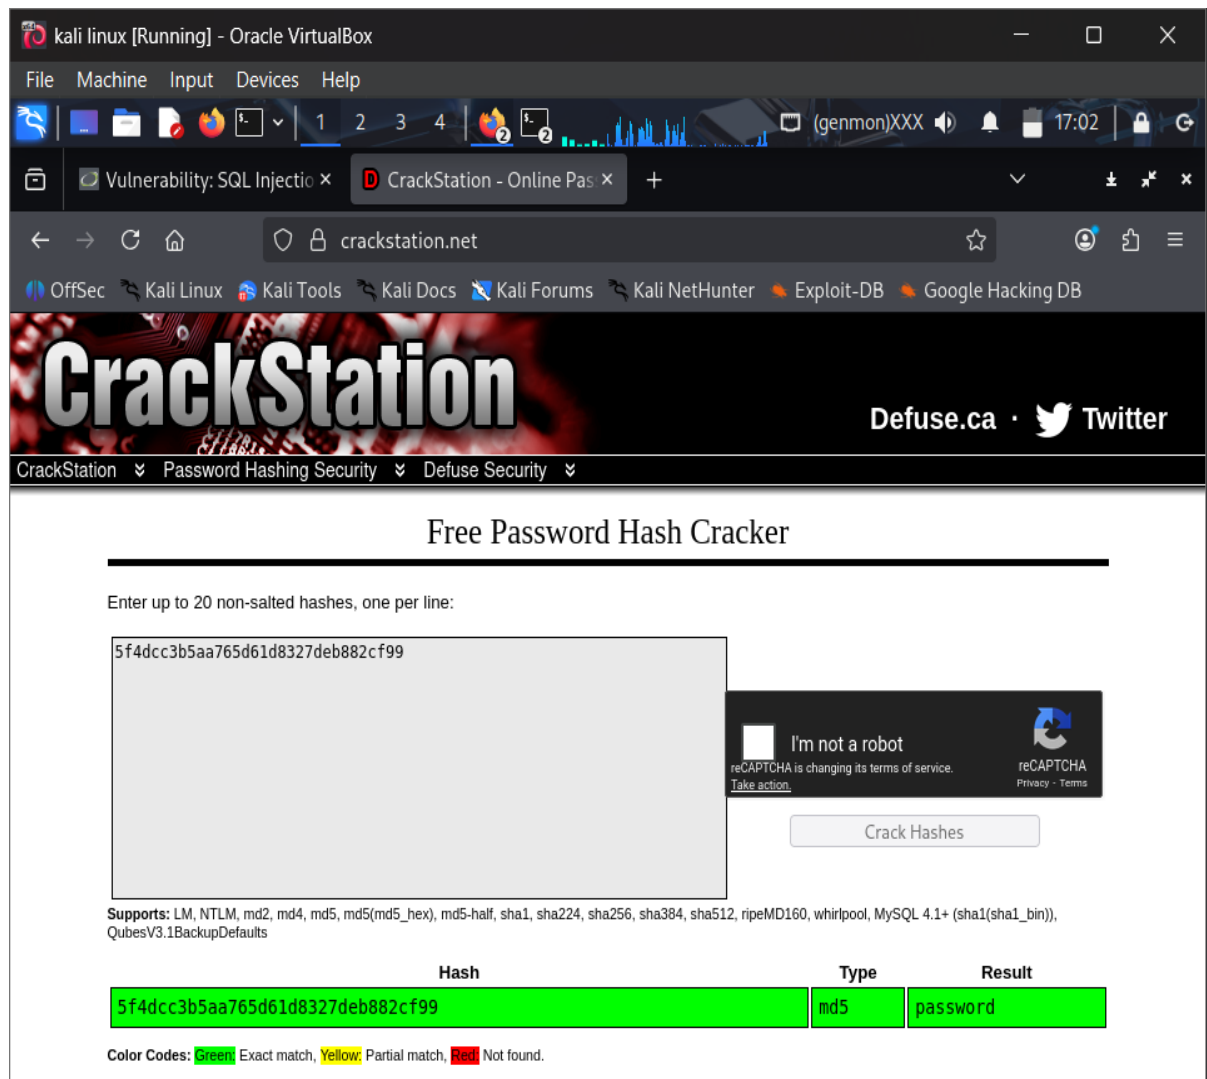 kali linux [Running] - Oracle VirtualBox
File Machine Input Devices Help
1 2 3 4 2 2 (genmon)XXX 17:02
Vulnerability: SQL Injectio CrackStation - Online Pas
crackstation.net
OffSec Kali Linux Kali Tools Kali Docs Kali Forums Kali NetHunter Exploit-DB Google Hacking DB
CrackStation
Defuse.ca · Twitter
CrackStation Password Hashing Security Defuse Security
Free Password Hash Cracker
Enter up to 20 non-salted hashes, one per line:
5f4dcc3b5aa765d61d8327deb882cf99
I'm not a robot
reCAPTCHA is changing its terms of service.
Take action.
reCAPTCHA
Privacy - Terms
Crack Hashes
Supports: LM, NTLM, md2, md4, md5, md5(md5_hex), md5-half, sha1, sha224, sha256, sha384, sha512, ripeMD160, whirlpool, MySQL 4.1+ (sha1(sha1_bin)),
QubesV3.1BackupDefaults
Hash Type Result
5f4dcc3b5aa765d61d8327deb882cf99 md5 password
Color Codes: Green: Exact match, Yellow: Partial match, Red: Not found.